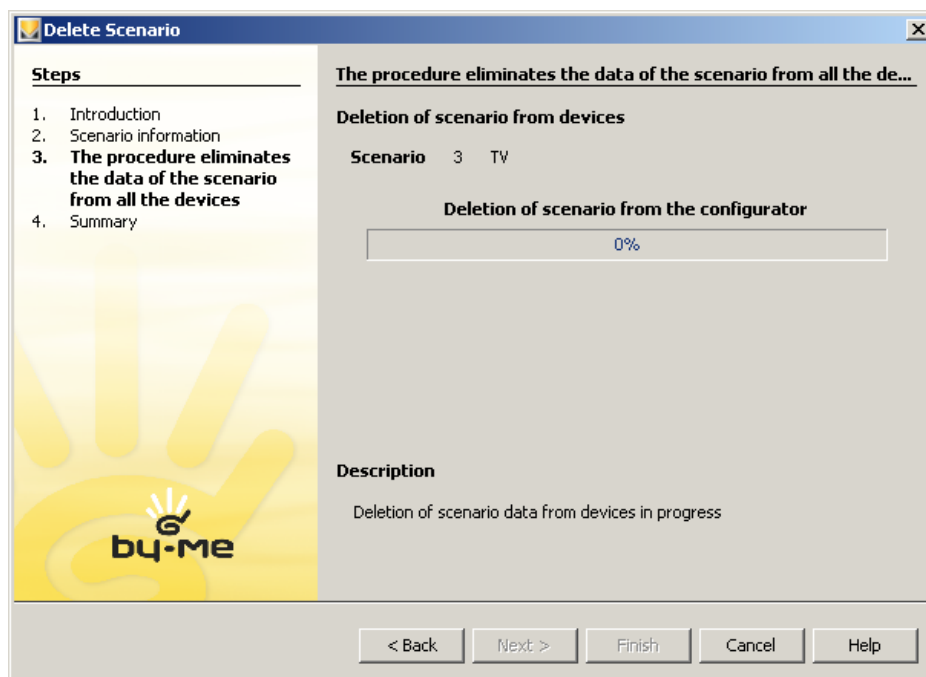 Delete Scenario
Steps
1. Introduction
2. Scenario information
3. The procedure eliminates
the data of the scenario
from all the devices
4. Summary
by-me
The procedure eliminates the data of the scenario from all the de...
Deletion of scenario from devices
Scenario 3 TV
Deletion of scenario from the configurator
0%
Description
Deletion of scenario data from devices in progress
< Back Next > Finish Cancel Help